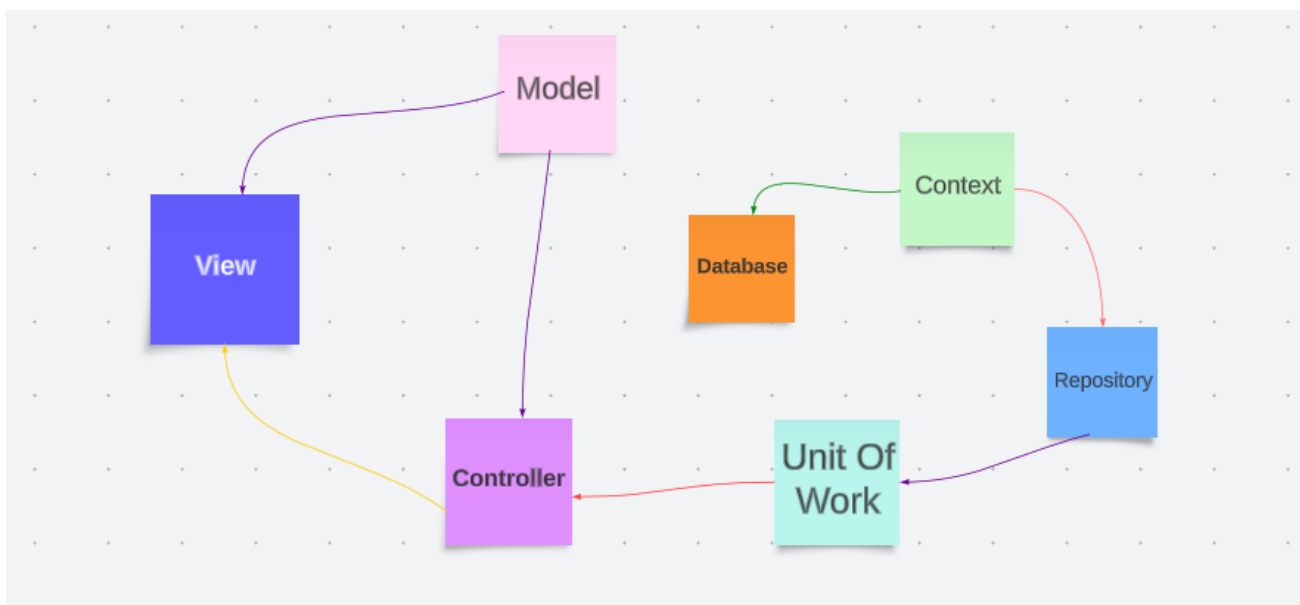 Model
Context
View
Database
Repository
Unit Of
Work
Controller